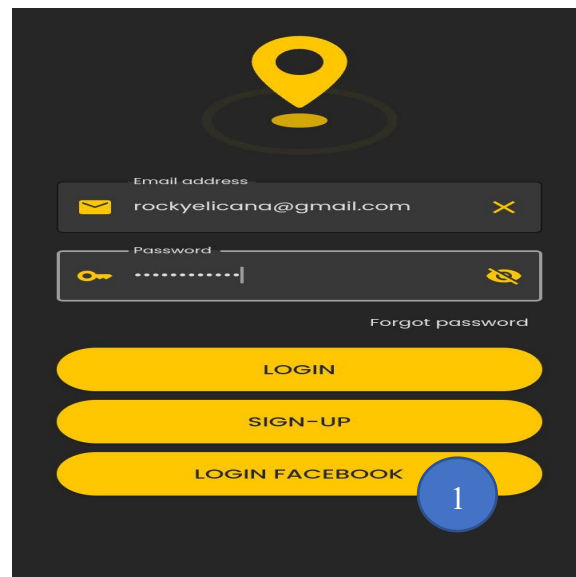 Email address
rockyelicana@gmail.com
Password
Forgot password
LOGIN
SIGN-UP
LOGIN FACEBOOK
1